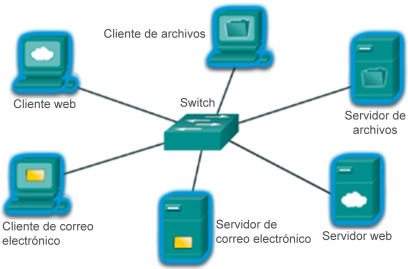 Cliente de archivos
Cliente web
Switch
Servidor de
archivos
Cliente de correo
electrónico
Servidor de
correo electrónico
Servidor web